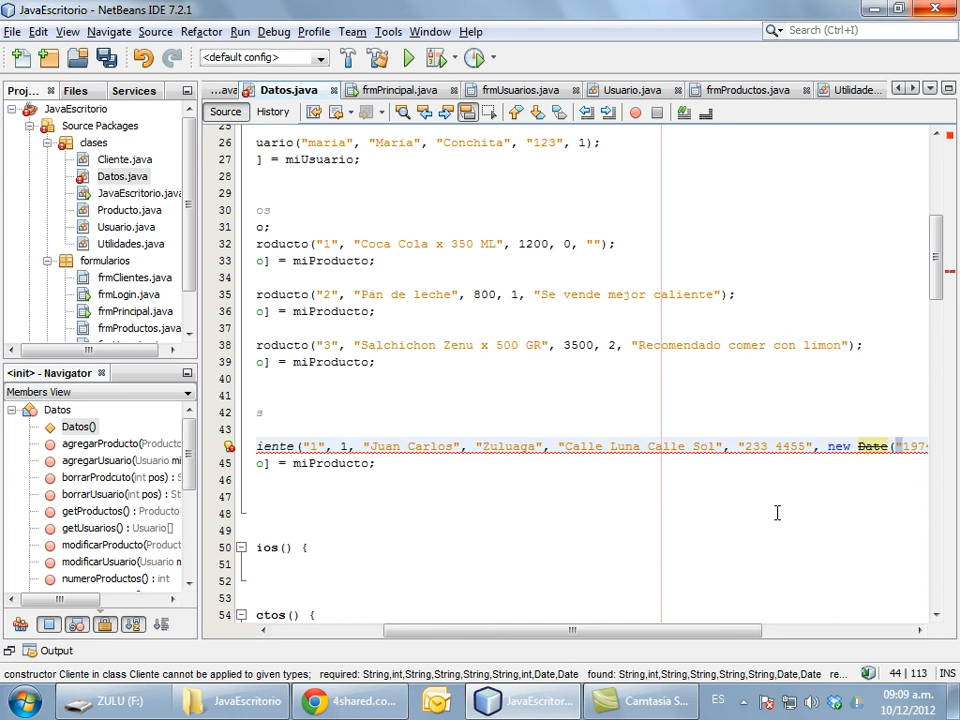 JavaEscritorio - NetBeans IDE 7.2.1
File Edit View Navigate Source Refactor Run Debug Profile Team Tools Window Help
Search (Ctrl+I)
<default config>
Proj... Files Services
...ava Datos.java frmPrincipal.java frmUsuarios.java Usuario.java frmProductos.java Utilidade...
Source History
JavaEscritorio
Source Packages
clases
Cliente.java
Datos.java
JavaEscritorio.java
Producto.java
Usuario.java
Utilidades.java
formularios
frmClientes.java
frmLogin.java
frmPrincipal.java
frmProductos.java
<init> - Navigator
Members View
Datos
Datos()
agregarProducto(Producto
agregarUsuario(Usuario mi
borrarProdcuto(int pos) : St
borrarUsuario(int pos) : Str
getProductos() : Producto[
getUsuarios() : Usuario[]
modificarProducto(Product
modificarUsuario(Usuario m
numeroProductos() : int
25
26 uario("maria", "Maria", "Conchita", "123", 1);
27 ] = miUsuario;
28
29
30 os
31 o;
32 roducto("1", "Coca Cola x 350 ML", 1200, 0, "");
33 o] = miProducto;
34
35 roducto("2", "Pan de leche", 800, 1, "Se vende mejor caliente");
36 o] = miProducto;
37
38 roducto("3", "Salchichon Zenu x 500 GR", 3500, 2, "Recomendado comer con limon");
39 o] = miProducto;
40
41
42 s
43
iente("1", 1, "Juan Carlos", "Zuluaga", "Calle Luna Calle Sol", "233 4455", new Date("197
45 o] = miProducto;
46
47
48
49
50 ios() {
51
52
53
54 ctos() {
Output
constructor Cliente in class Cliente cannot be applied to given types; required: String,int,String,String,String,String,int,Date,Date found: String,int,String,String,String,String,Date,Date re... 44 | 113 INS
ZULU (F:) JavaEscritorio 4shared.co... JavaEscritor... Camtasia S... ES 09:09 a.m.
10/12/2012